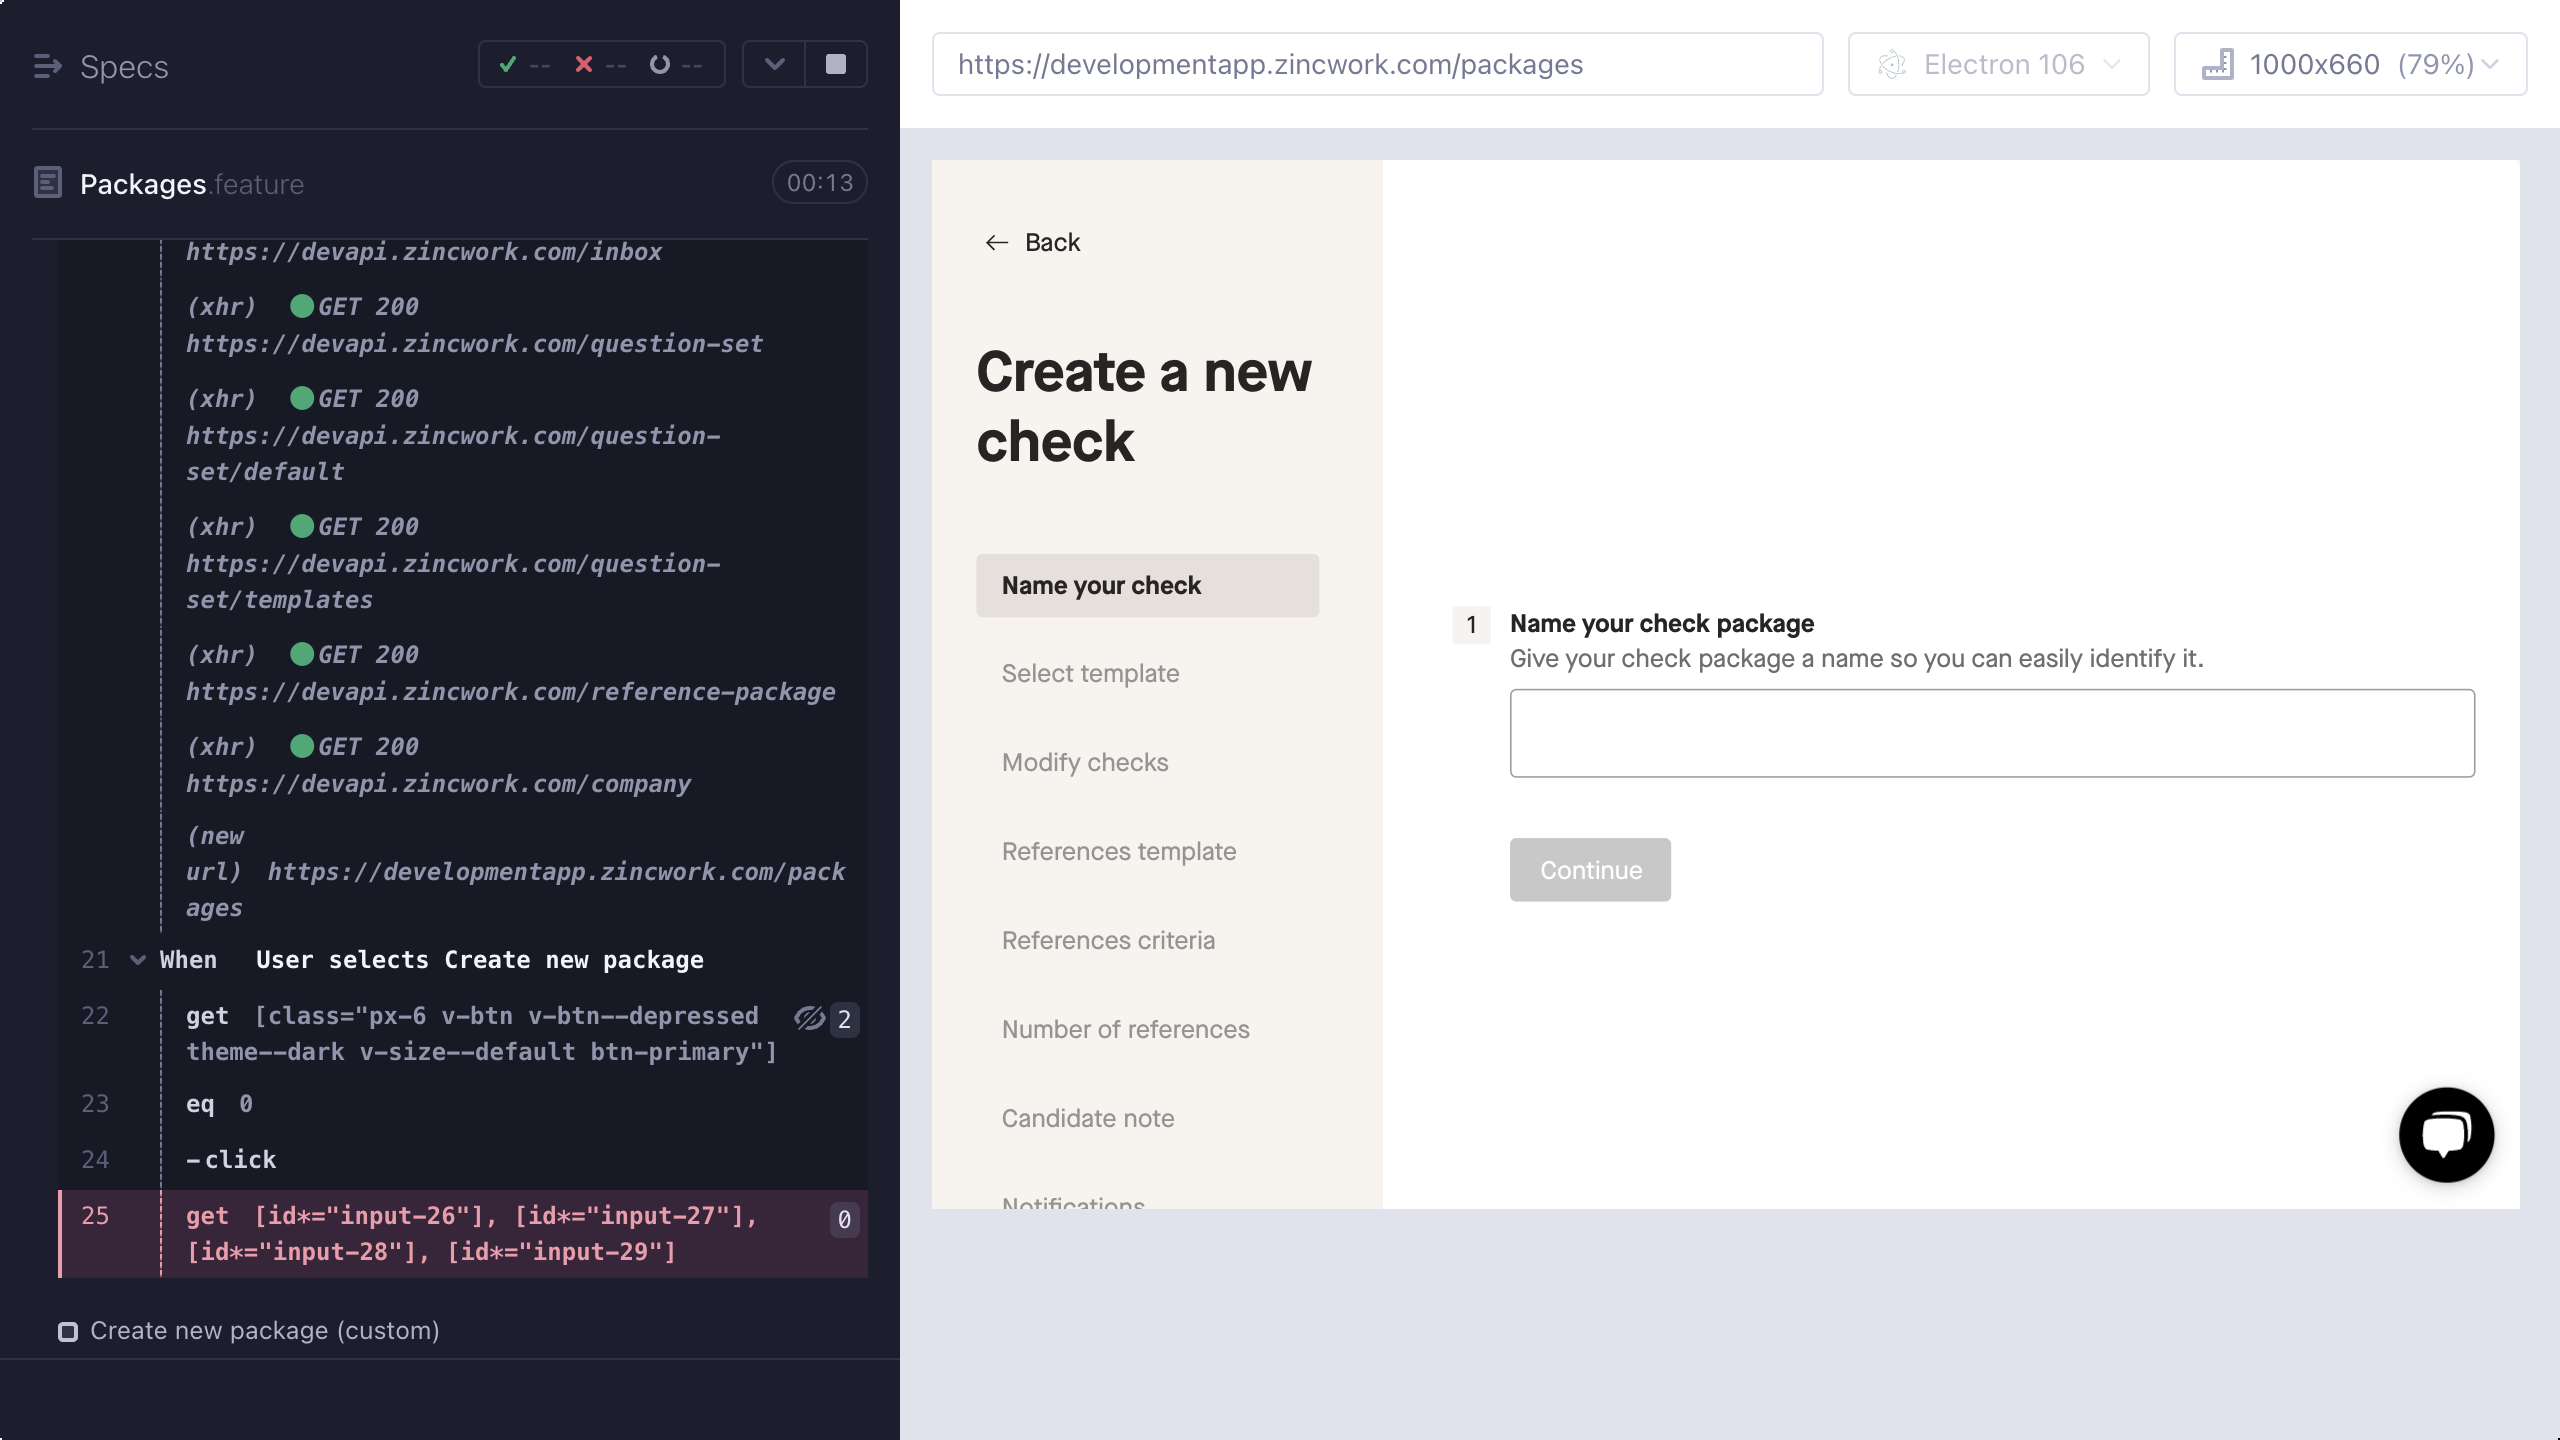 Specs
-- -- --
Packages.feature
00:13
https://devapi.zincwork.com/inbox
(xhr) GET 200
https://devapi.zincwork.com/question-set
(xhr) GET 200
https://devapi.zincwork.com/question-
set/default
(xhr) GET 200
https://devapi.zincwork.com/question-
set/templates
(xhr) GET 200
https://devapi.zincwork.com/reference-package
(xhr) GET 200
https://devapi.zincwork.com/company
(new
url) https://developmentapp.zincwork.com/pack
ages
21 When User selects Create new package
22 get [class="px-6 v-btn v-btn--depressed 2
theme--dark v-size--default btn-primary"]
23 eq 0
24 -click
25 get [id*="input-26"], [id*="input-27"], 0
[id*="input-28"], [id*="input-29"]
Create new package (custom)
https://developmentapp.zincwork.com/packages
Electron 106
1000x660 (79%)
Back
Create a new
check
Name your check
Select template
Modify checks
References template
References criteria
Number of references
Candidate note
Notifications
1 Name your check package
Give your check package a name so you can easily identify it.
Continue